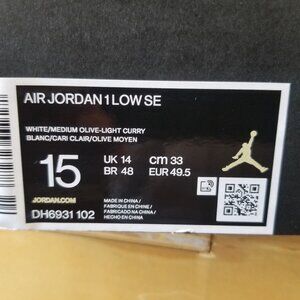 AIR JORDAN 1 LOW SE
WHITE/MEDIUM OLIVE-LIGHT CURRY
BLANC/CARI CLAIR/OLIVE MOYEN
15
UK 14 cm 33
BR 48 EUR 49.5
JORDAN.COM
DH6931 102
MADE IN CHINA /
FABRIQUÉ EN CHINE /
FABRICADO NA CHINA /
HECHO EN CHINA